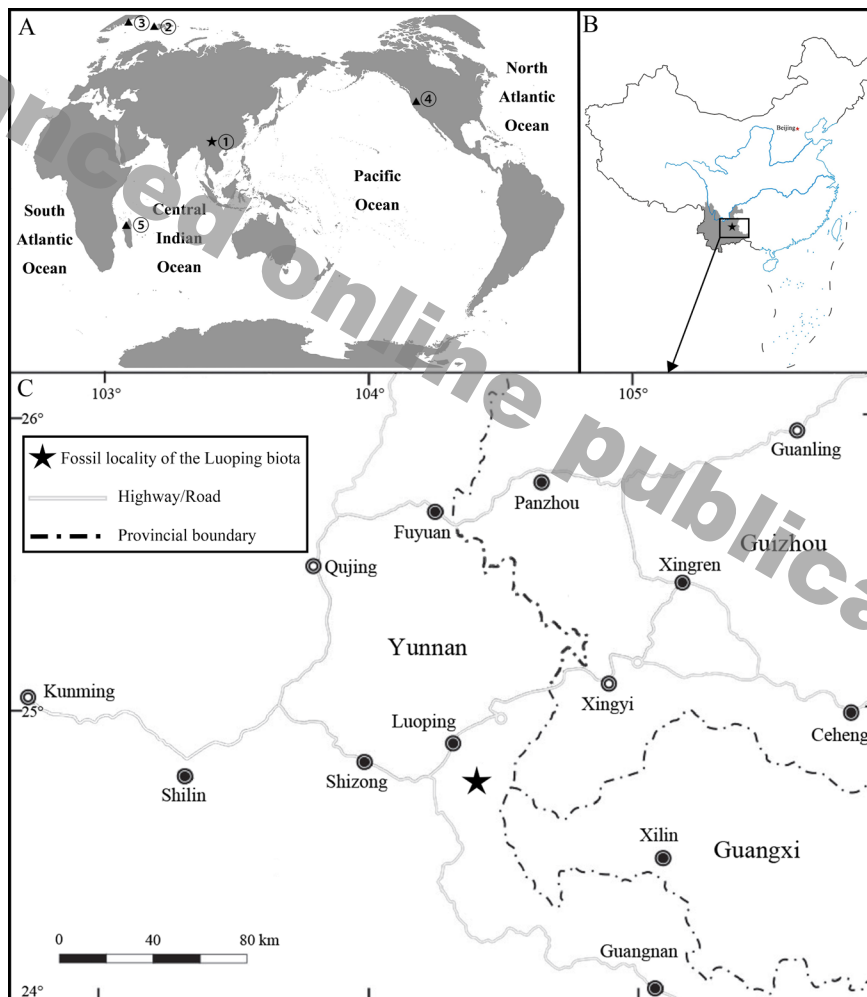 A
③
②
④
①
⑤
North
Atlantic
Ocean
Pacific
Ocean
South
Atlantic
Ocean
Central
Indian
Ocean
B
Beijing
C
103°
104°
105°
26°
25°
24°
Fossil locality of the Luoping biota
Highway/Road
Provincial boundary
Guanling
Panzhou
Fuyuan
Guizhou
Qujing
Xingren
Yunnan
Kunming
Xingyi
Luoping
Ceheng
Shizong
Shilin
Xilin
Guangxi
Guangnan
0
40
80 km
nced online publica